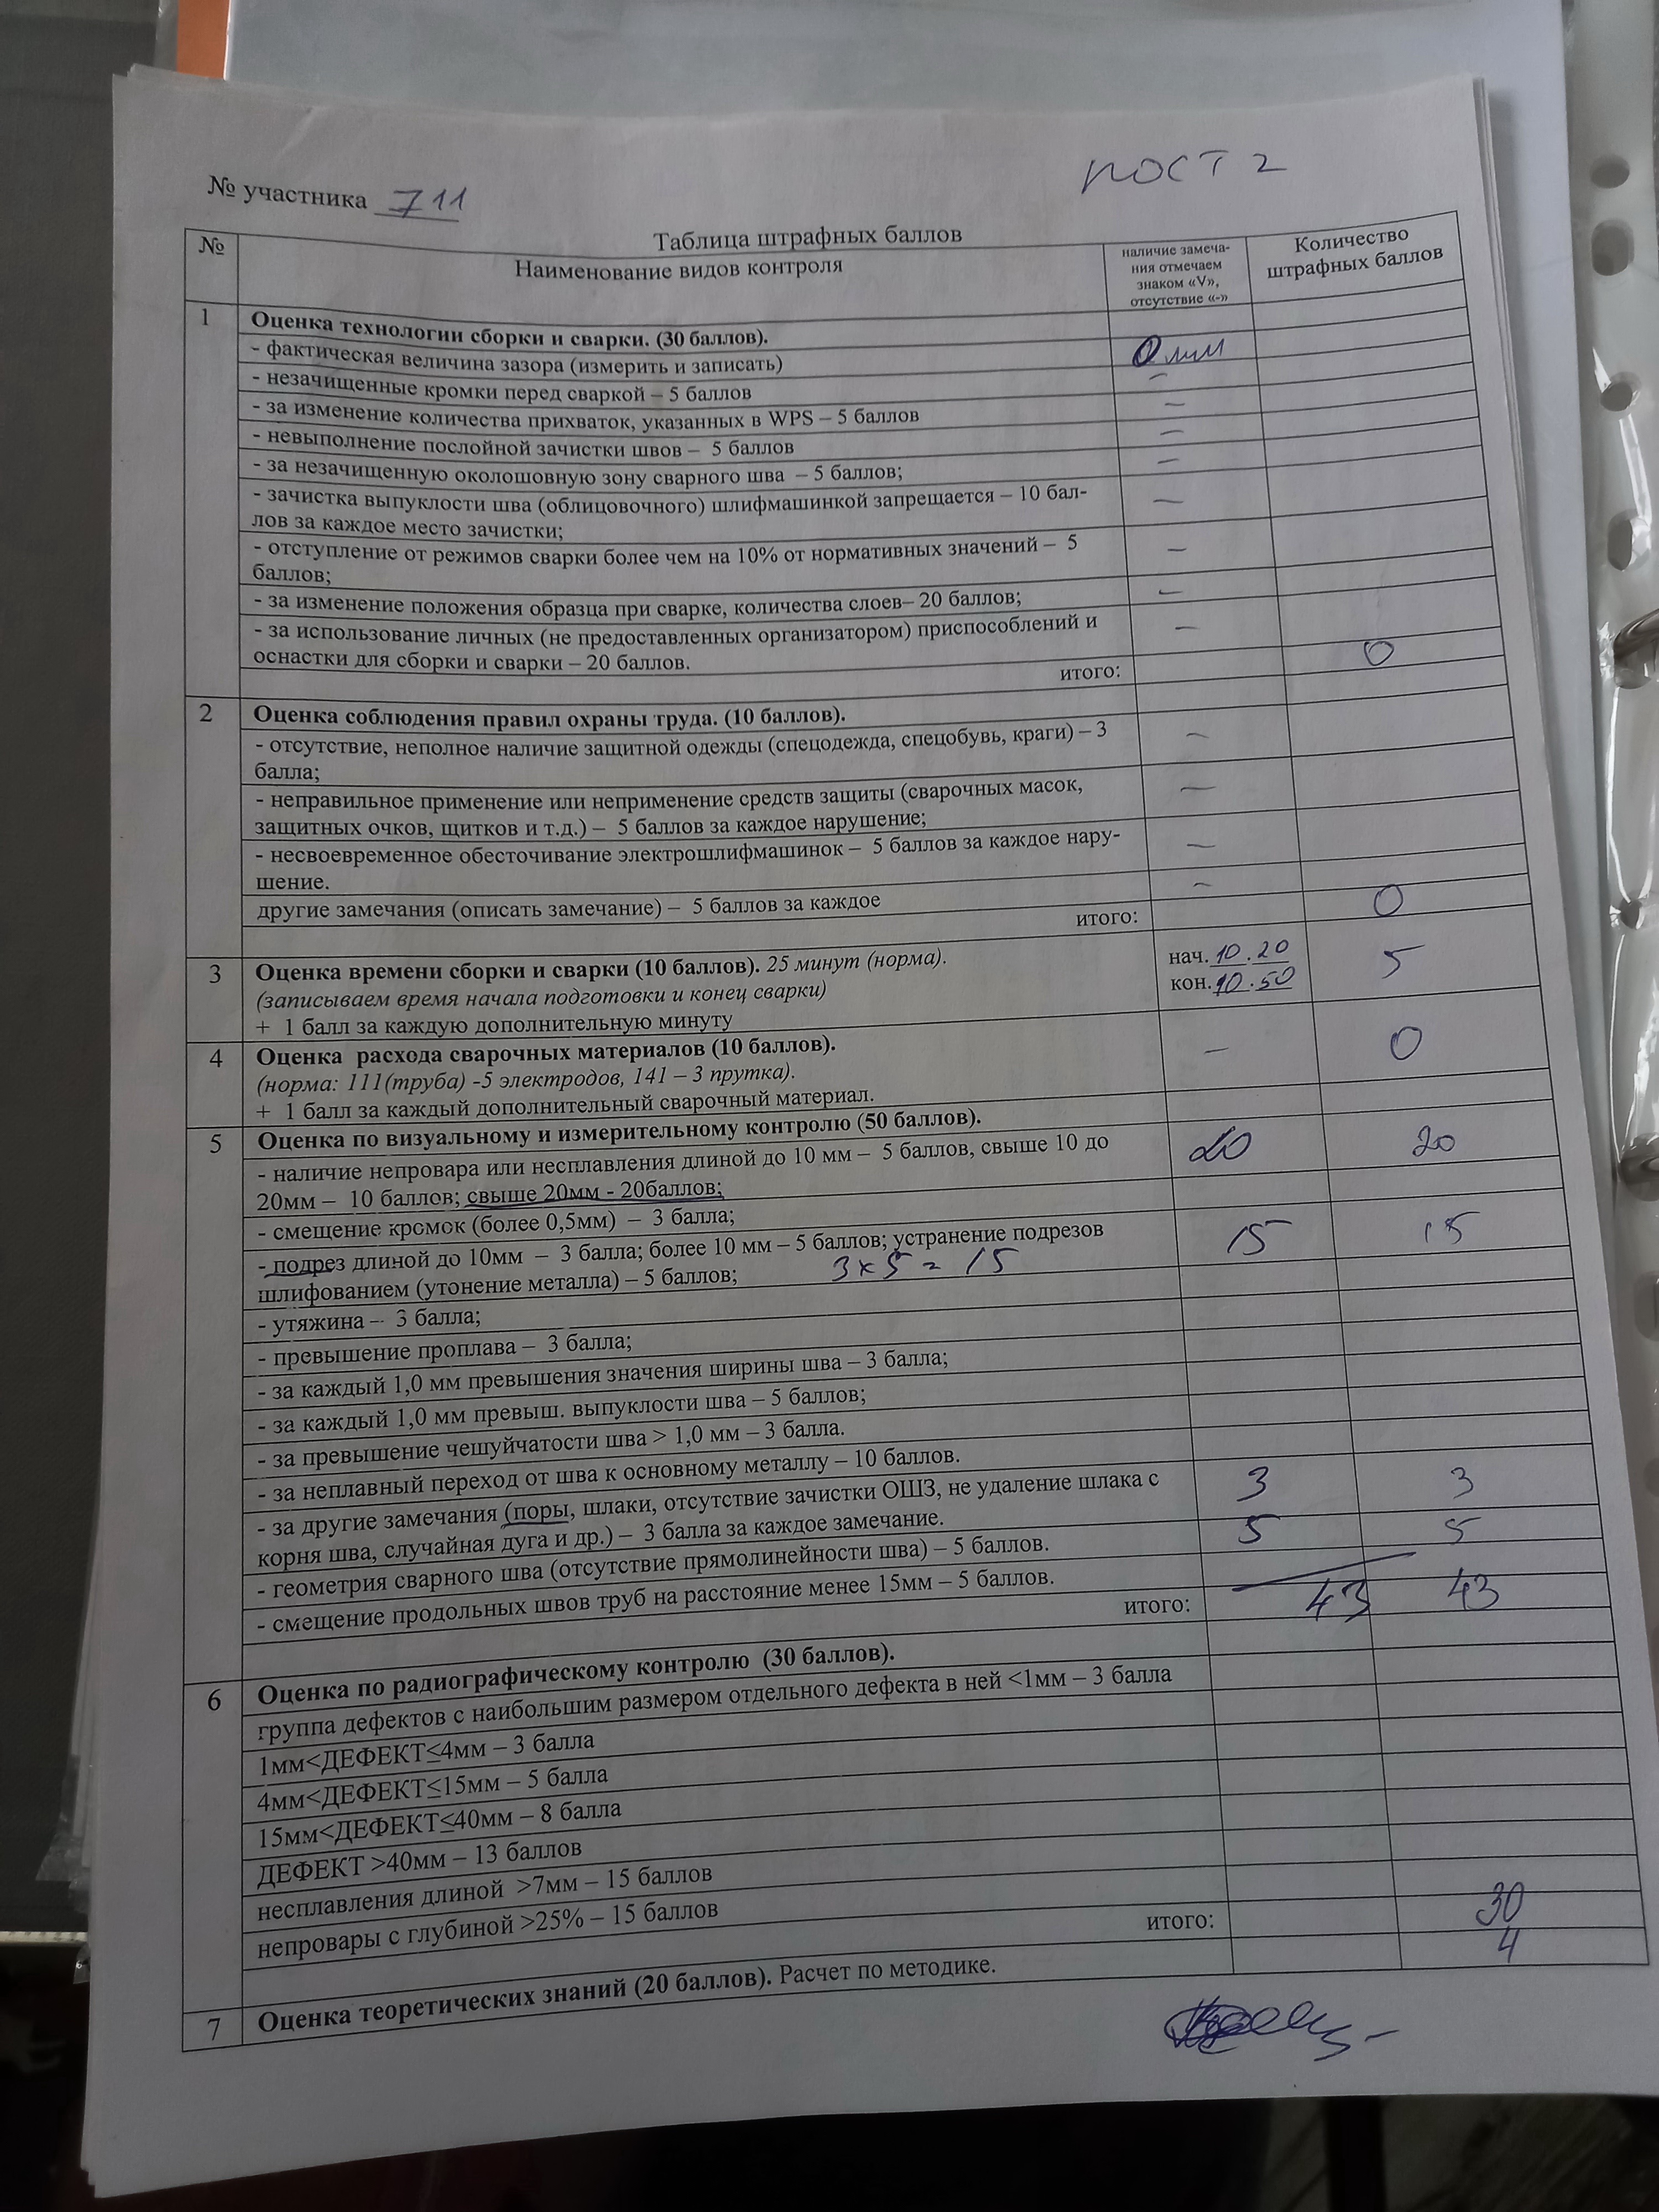 № участника 711
ПОСТ 2
Таблица штрафных баллов
№
Наименование видов контроля
наличие замеча-
ния отмечаем
знаком «V»,
отсутствие «-»
Количество
штрафных баллов
1
Оценка технологии сборки и сварки. (30 баллов).
- фактическая величина зазора (измерить и записать) 0 мм
- незачищенные кромки перед сваркой – 5 баллов –
- за изменение количества прихваток, указанных в WPS – 5 баллов –
- невыполнение послойной зачистки швов – 5 баллов –
- за незачищенную околошовную зону сварного шва – 5 баллов; –
- зачистка выпуклости шва (облицовочного) шлифмашинкой запрещается – 10 бал- –
лов за каждое место зачистки;
- отступление от режимов сварки более чем на 10% от нормативных значений – 5 –
баллов;
- за изменение положения образца при сварке, количества слоев– 20 баллов; –
- за использование личных (не предоставленных организатором) приспособлений и –
оснастки для сборки и сварки – 20 баллов.
итого: 0
2
Оценка соблюдения правил охраны труда. (10 баллов).
- отсутствие, неполное наличие защитной одежды (спецодежда, спецобувь, краги) – 3 –
балла;
- неправильное применение или неприменение средств защиты (сварочных масок, –
защитных очков, щитков и т.д.) – 5 баллов за каждое нарушение;
- несвоевременное обесточивание электрошлифмашинок – 5 баллов за каждое нару- –
шение.
другие замечания (описать замечание) – 5 баллов за каждое –
итого: 0
3
Оценка времени сборки и сварки (10 баллов). 25 минут (норма). нач. 10.20 5
(записываем время начала подготовки и конец сварки) кон. 10.50
+ 1 балл за каждую дополнительную минуту
4
Оценка расхода сварочных материалов (10 баллов). – 0
(норма: 111(труба) -5 электродов, 141 – 3 прутка).
+ 1 балл за каждый дополнительный сварочный материал.
5
Оценка по визуальному и измерительному контролю (50 баллов).
- наличие непровара или несплавления длиной до 10 мм – 5 баллов, свыше 10 до 20 20
20мм – 10 баллов; свыше 20мм - 20баллов;
- смещение кромок (более 0,5мм) – 3 балла;
- подрез длиной до 10мм – 3 балла; более 10 мм – 5 баллов; устранение подрезов 15 15
шлифованием (утонение металла) – 5 баллов; 3 x 5 = 15
- утяжина – 3 балла;
- превышение проплава – 3 балла;
- за каждый 1,0 мм превышения значения ширины шва – 3 балла;
- за каждый 1,0 мм превыш. выпуклости шва – 5 баллов;
- за превышение чешуйчатости шва > 1,0 мм – 3 балла.
- за неплавный переход от шва к основному металлу – 10 баллов.
- за другие замечания (поры, шлаки, отсутствие зачистки ОШЗ, не удаление шлака с 3 3
корня шва, случайная дуга и др.) – 3 балла за каждое замечание.
- геометрия сварного шва (отсутствие прямолинейности шва) – 5 баллов. 5 5
- смещение продольных швов труб на расстояние менее 15мм – 5 баллов.
итого: 43 43
6
Оценка по радиографическому контролю (30 баллов).
группа дефектов с наибольшим размером отдельного дефекта в ней <1мм – 3 балла
1мм<ДЕФЕКТ≤4мм – 3 балла
4мм<ДЕФЕКТ≤15мм – 5 балла
15мм<ДЕФЕКТ≤40мм – 8 балла
ДЕФЕКТ >40мм – 13 баллов
несплавления длиной >7мм – 15 баллов
непровары с глубиной >25% – 15 баллов
итого: 30
7
Оценка теоретических знаний (20 баллов). Расчет по методике. 4